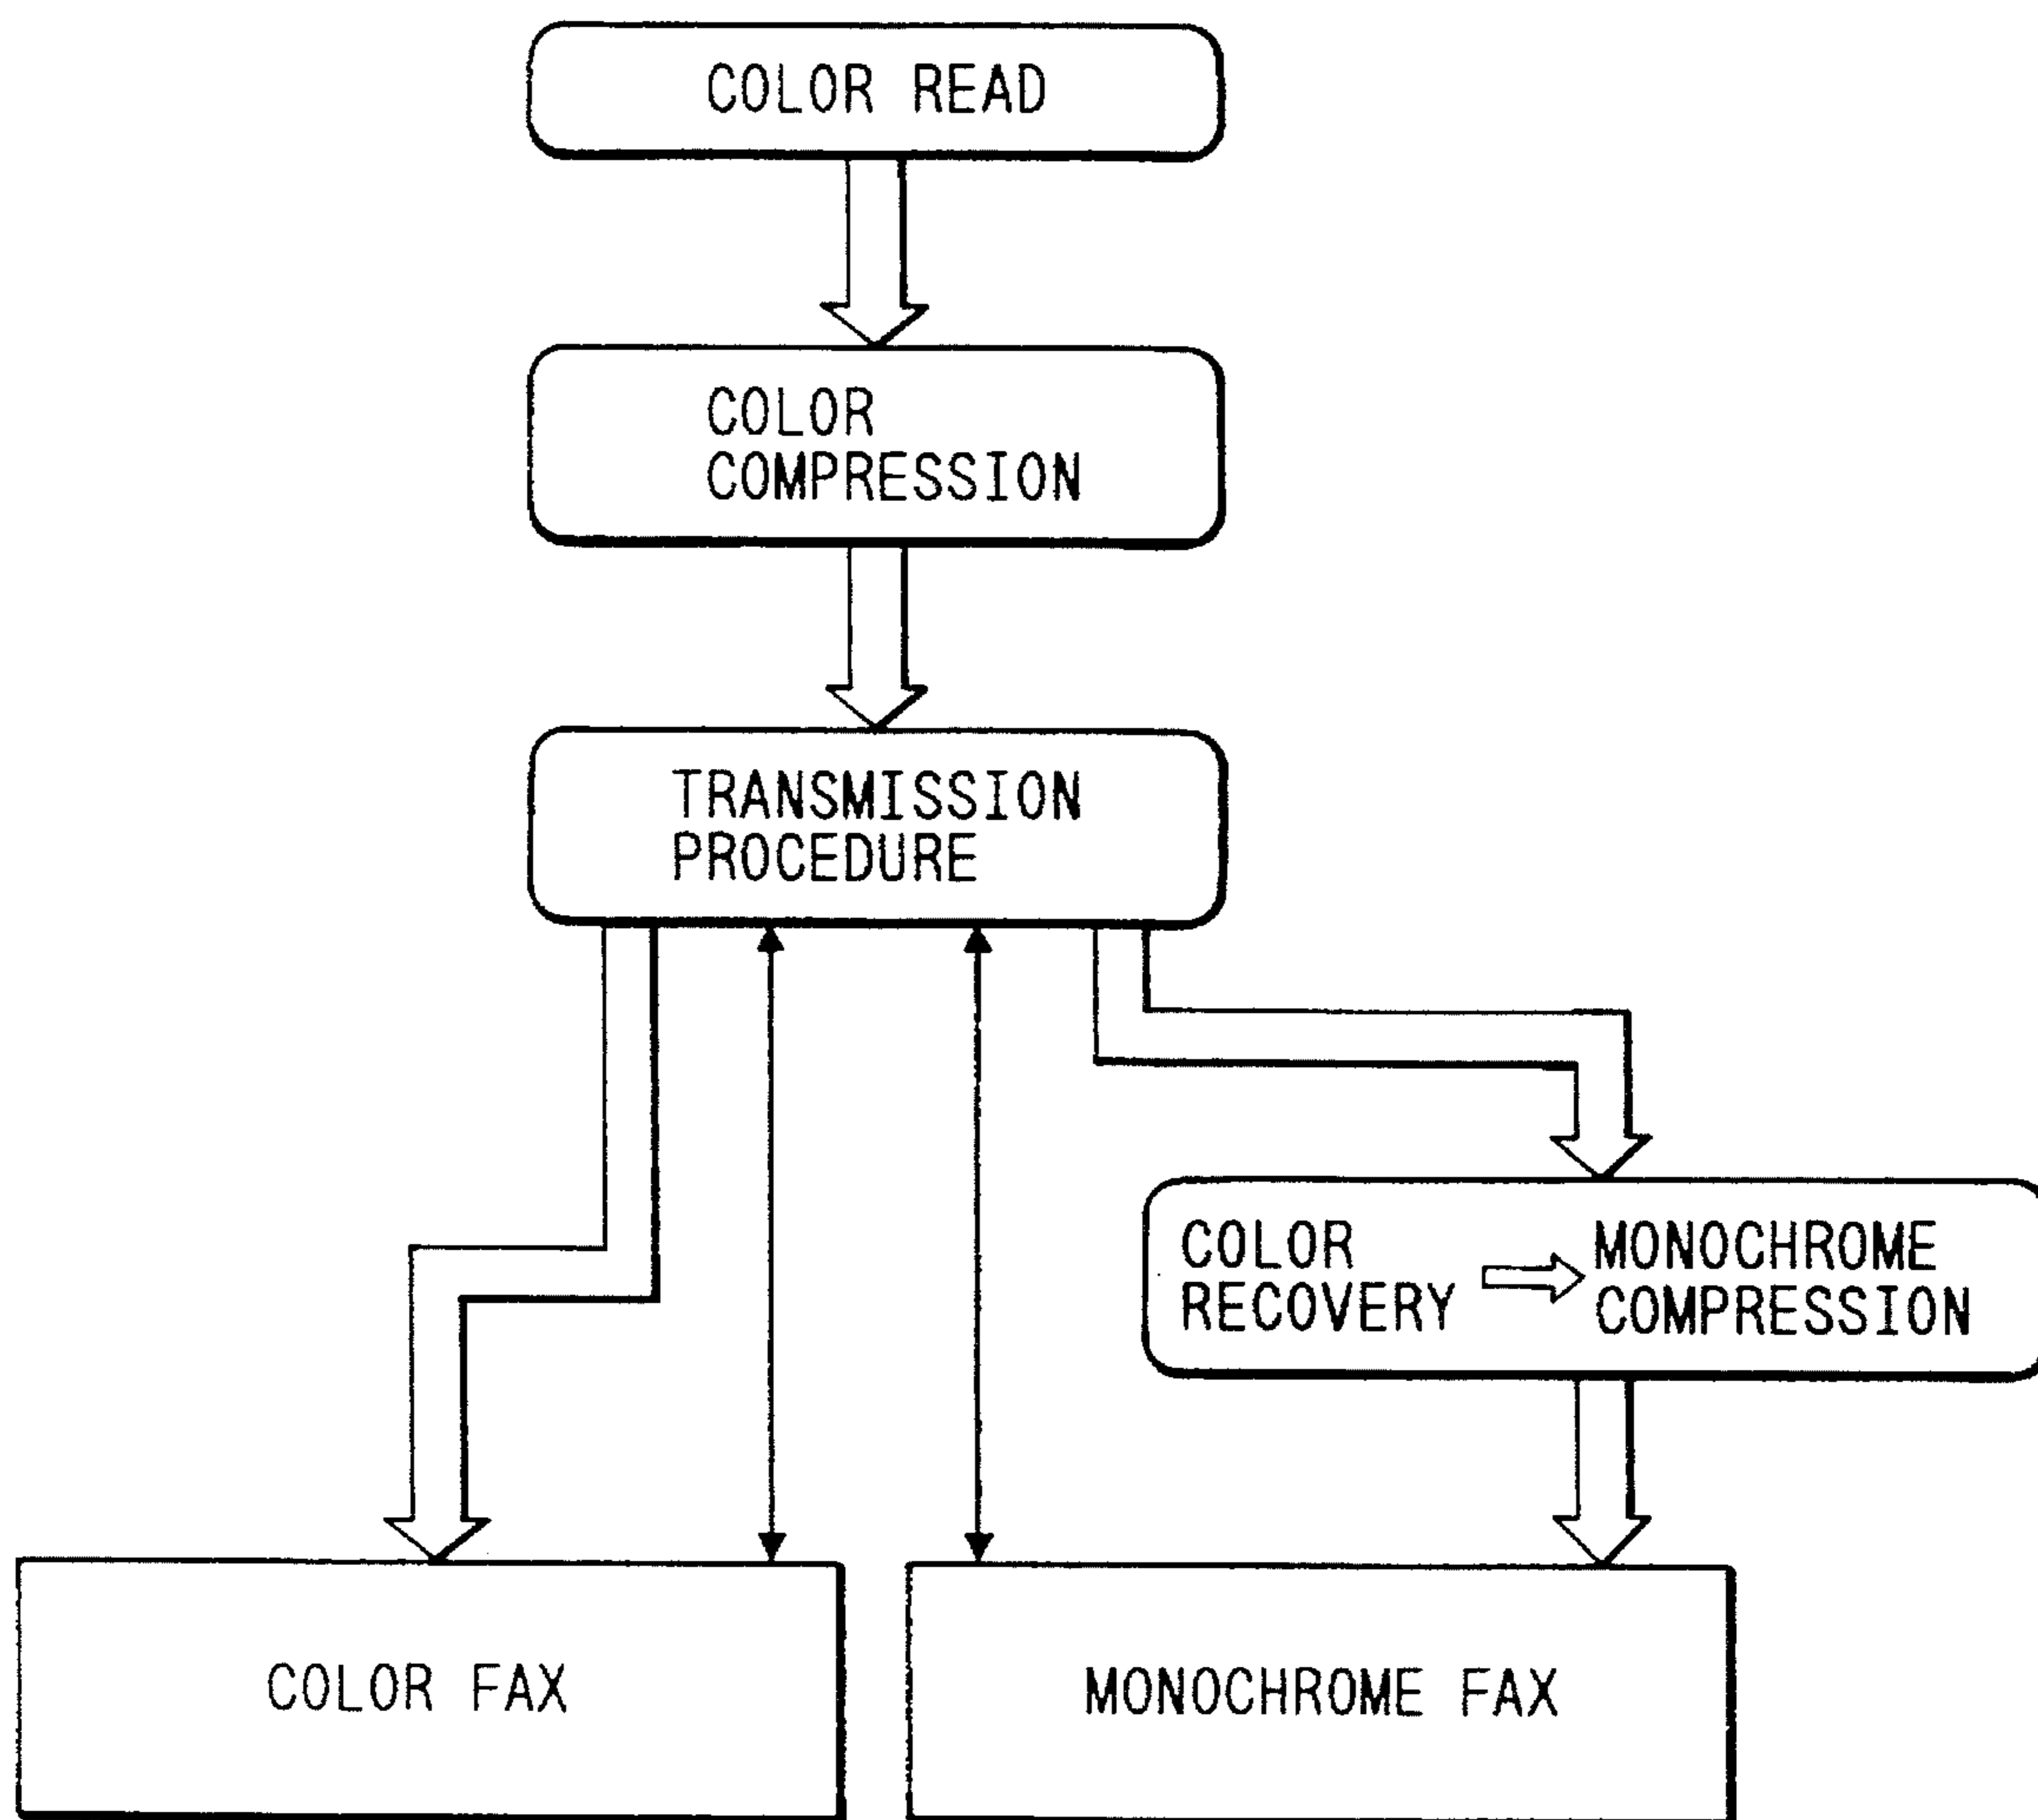 COLOR READ
COLOR
COMPRESSION
TRANSMISSION
PROCEDURE
COLOR
RECOVERY
MONOCHROME
COMPRESSION
COLOR FAX
MONOCHROME FAX